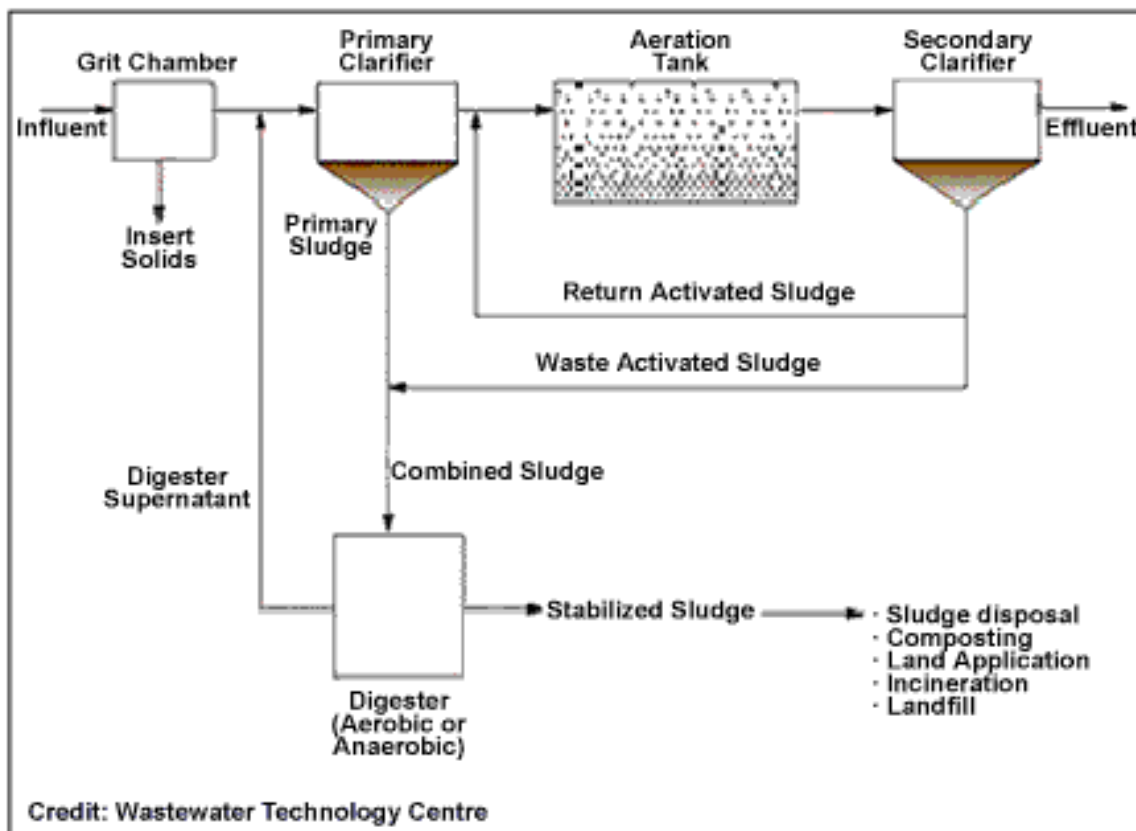 Grit Chamber
Primary
Clarifier
Aeration
Tank
Secondary
Clarifier
Influent
Effluent
Insert
Solids
Primary
Sludge
Return Activated Sludge
Waste Activated Sludge
Digester
Supernatant
Combined Sludge
Stabilized Sludge
· Sludge disposal
· Composting
· Land Application
· Incineration
· Landfill
Digester
(Aerobic or
Anaerobic)
Credit: Wastewater Technology Centre